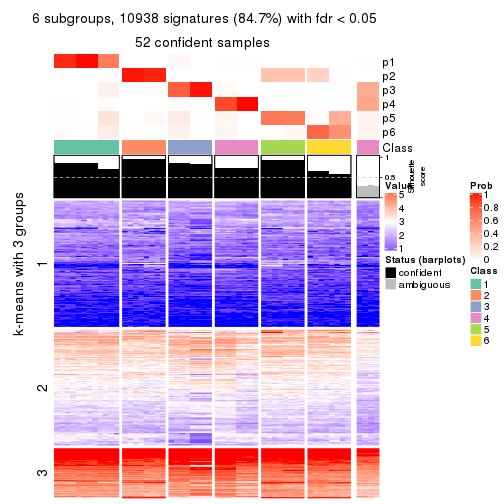 6 subgroups, 10938 signatures (84.7%) with fdr < 0.05
52 confident samples
p1
p2
p3
p4
p5
p6
Class
1
0.5
0
Silhouette
score
k-means with 3 groups
1
2
3
Value
5
4
3
2
1
Status (barplots)
confident
ambiguous
Prob
1
0.8
0.6
0.4
0.2
0
Class
1
2
3
4
5
6